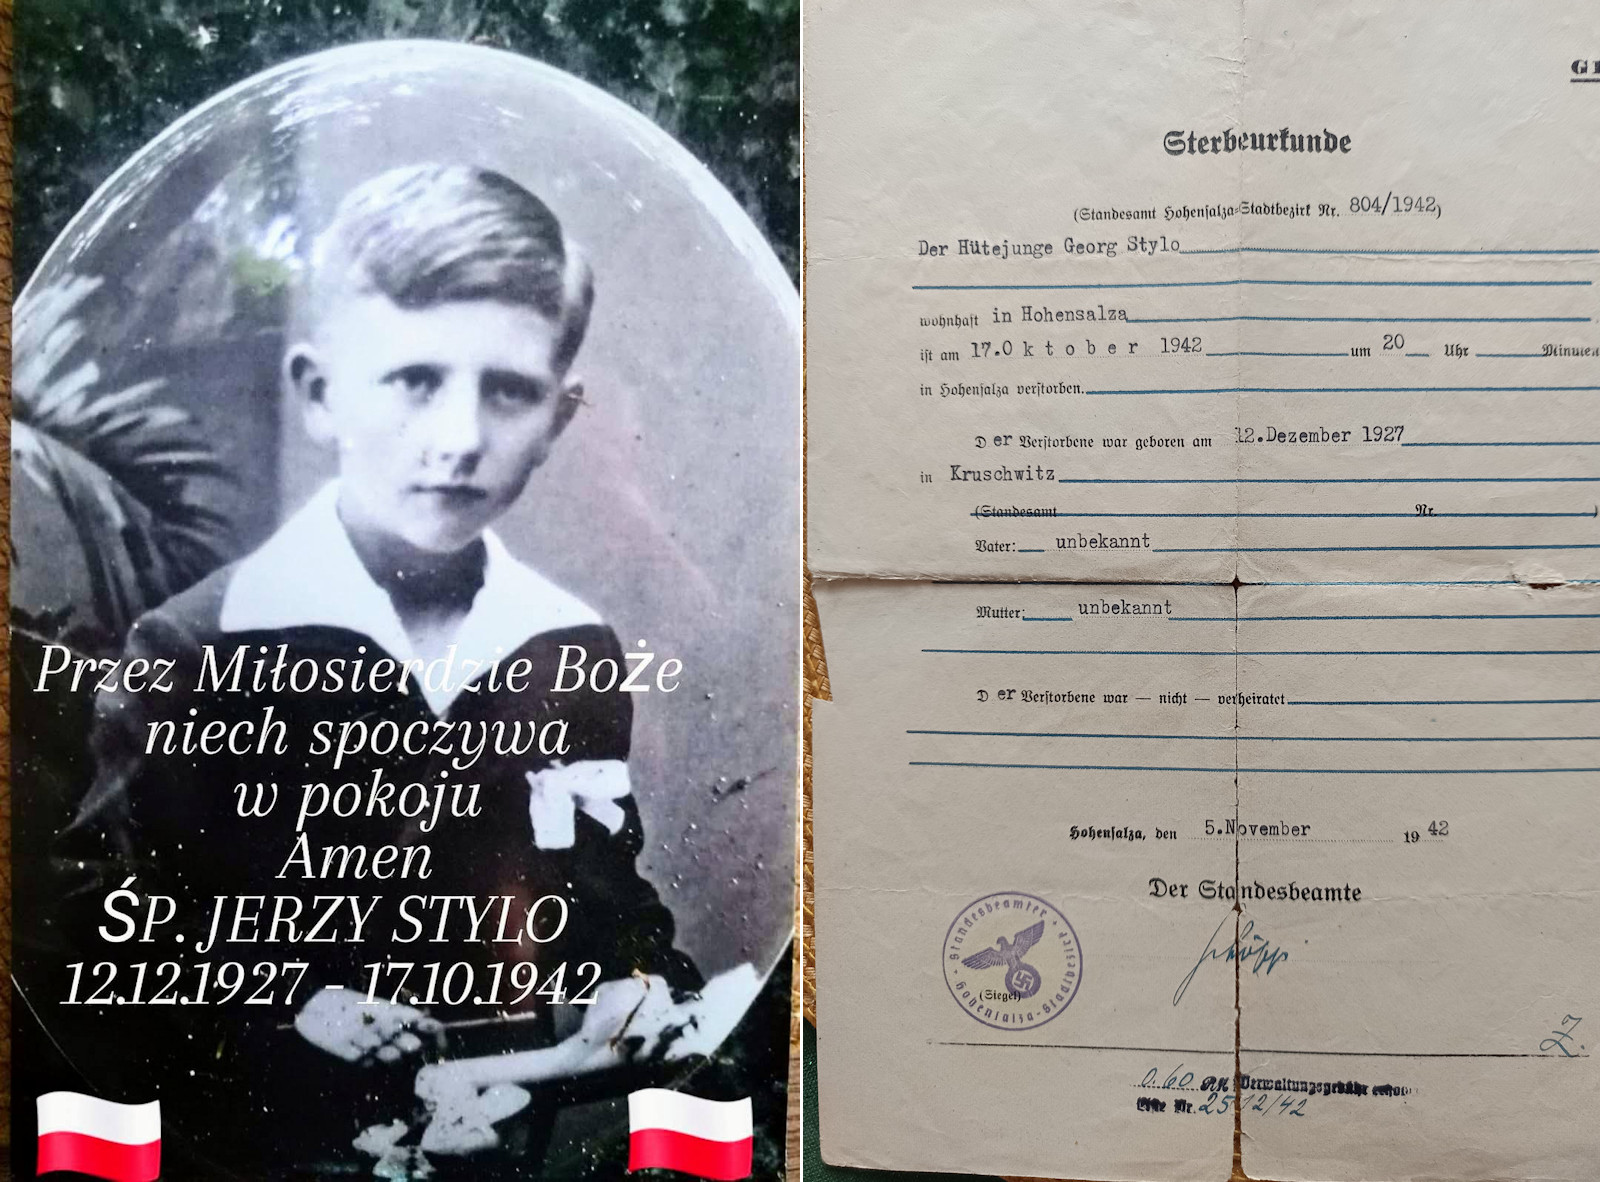 Przez Miłosierdzie Boże
niech spoczywa
w pokoju
Amen
ŚP. JERZY STYLO
12.12.1927 - 17.10.1942
Sterbeurkunde
(Standesamt Hohensalza-Stadtbezirk Nr. 804/1942)
Der Hütejunge Georg Stylo
wohnhaft in Hohensalza
ist am 17.Oktober 1942 um 20 Uhr Minuten
in Hohensalza verstorben.
Der Verstorbene war geboren am 12.Dezember 1927
in Kruschwitz
(Standesamt Nr. )
Vater: unbekannt
Mutter: unbekannt
Der Verstorbene war — nicht — verheiratet
Hohensalza, den 5.November 1942
Der Standesbeamte
Standesbeamter
Hohensalza-Stadtbezirk
(Siegel)
Z.
0.60 RM Verwaltungsgebühr
Nr. 2512/42